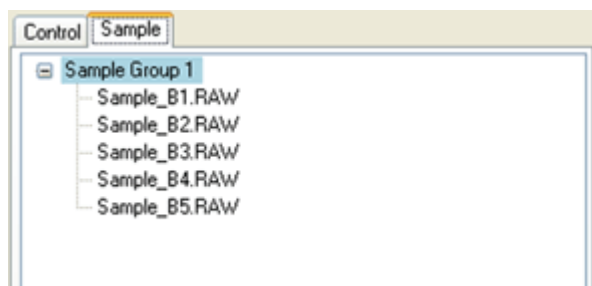 Control Sample
Sample Group 1
Sample_B1.RAW
Sample_B2.RAW
Sample_B3.RAW
Sample_B4.RAW
Sample_B5.RAW